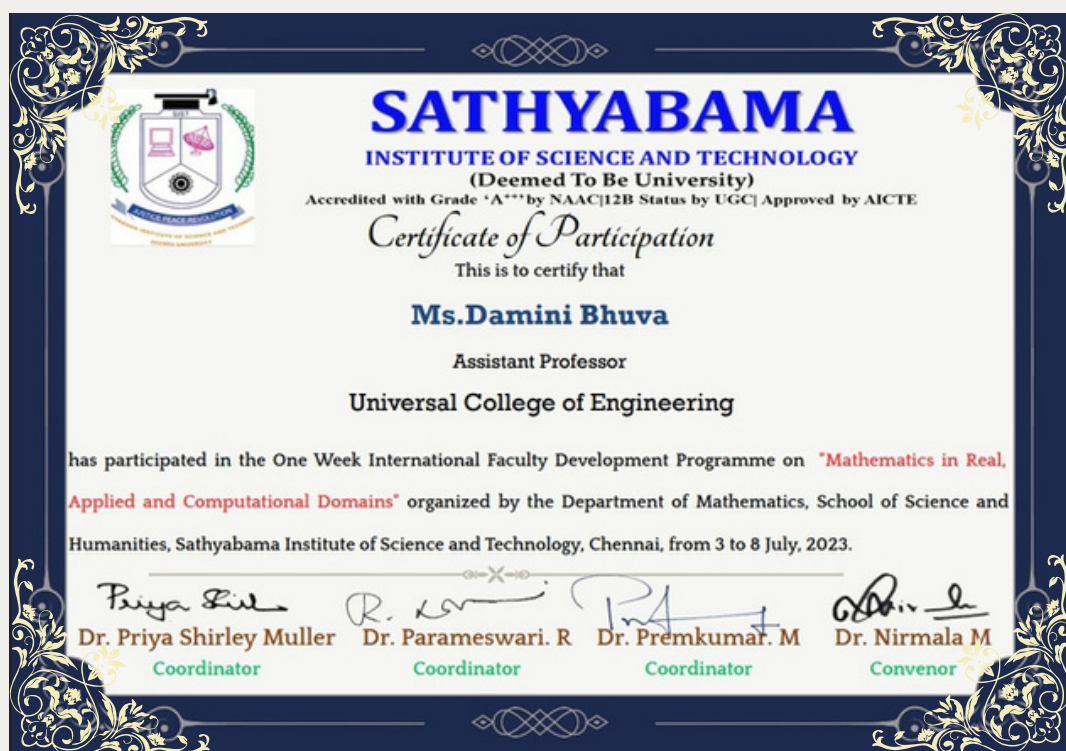 SIST
JUSTICE PEACE REVOLUTION
SATHYABAMA
INSTITUTE OF SCIENCE AND TECHNOLOGY
(Deemed To Be University)
Accredited with Grade ‘A⁺⁺’by NAAC|12B Status by UGC| Approved by AICTE
Certificate of Participation
This is to certify that
Ms.Damini Bhuva
Assistant Professor
Universal College of Engineering
has participated in the One Week International Faculty Development Programme on "Mathematics in Real,
Applied and Computational Domains" organized by the Department of Mathematics, School of Science and
Humanities, Sathyabama Institute of Science and Technology, Chennai, from 3 to 8 July, 2023.
Dr. Priya Shirley Muller Dr. Parameswari. R Dr. Premkumar. M Dr. Nirmala M
Coordinator Coordinator Coordinator Convenor